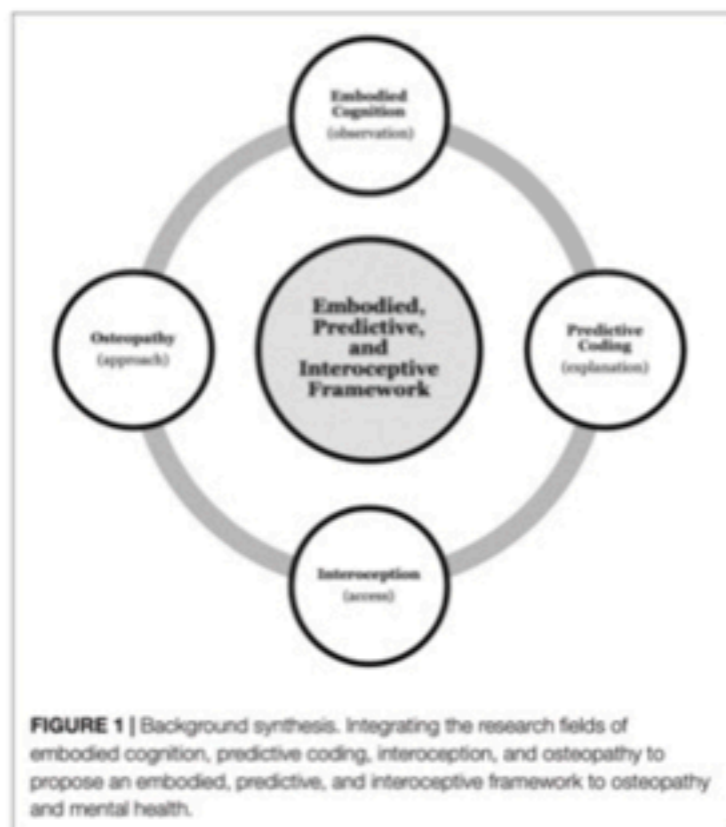 Embodied
Cognition
(observation)
Osteopathy
(approach)
Embodied,
Predictive,
and
Interoceptive
Framework
Predictive
Coding
(explanation)
Interoception
(access)
FIGURE 1 | Background synthesis. Integrating the research fields of
embodied cognition, predictive coding, interoception, and osteopathy to
propose an embodied, predictive, and interoceptive framework to osteopathy
and mental health.